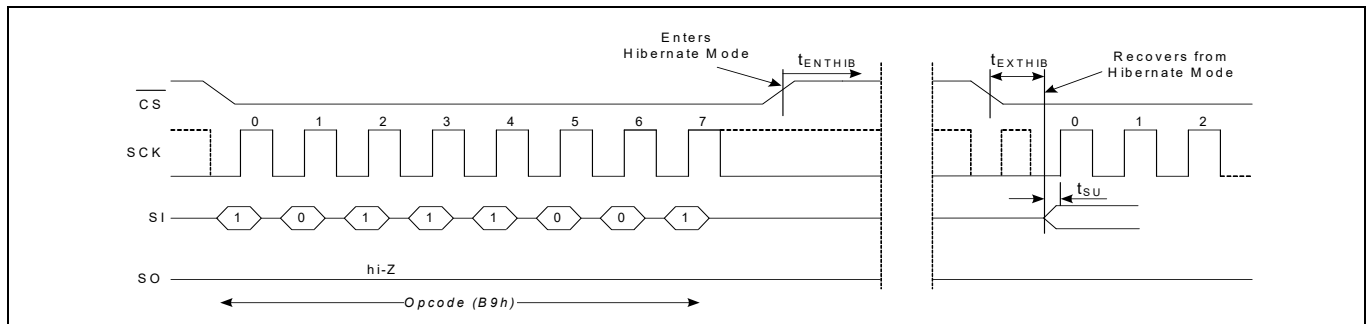 Enters
Hibernate Mode
tENTHIB
tEXTHIB
Recovers from
Hibernate Mode
CS
0 1 2 3 4 5 6 7 0 1 2
SCK
tSU
SI 1 0 1 1 1 0 0 1
hi-Z
SO
Opcode (B9h)